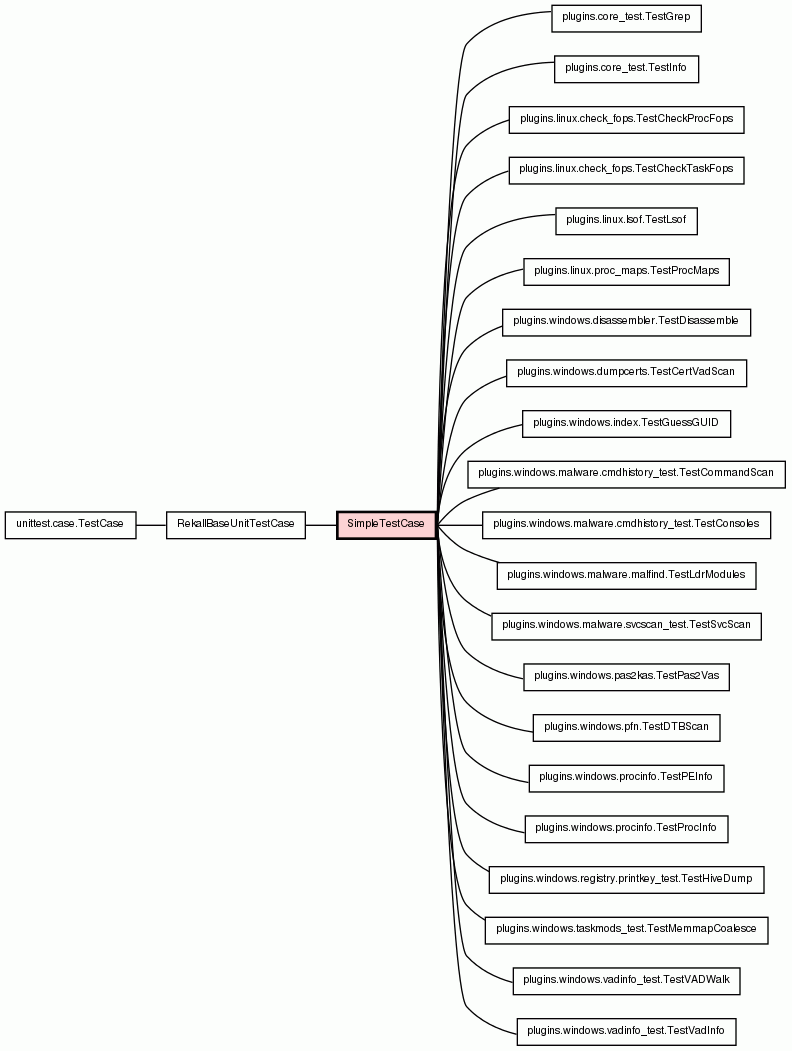 plugins.core_test.TestGrep
plugins.core_test.TestInfo
plugins.linux.check_fops.TestCheckProcFops
plugins.linux.check_fops.TestCheckTaskFops
plugins.linux.lsof.TestLsof
plugins.linux.proc_maps.TestProcMaps
plugins.windows.disassembler.TestDisassemble
plugins.windows.dumpcerts.TestCertVadScan
plugins.windows.index.TestGuessGUID
plugins.windows.malware.cmdhistory_test.TestCommandScan
unittest.case.TestCase
RekallBaseUnitTestCase
SimpleTestCase
plugins.windows.malware.cmdhistory_test.TestConsoles
plugins.windows.malware.malfind.TestLdrModules
plugins.windows.malware.svcscan_test.TestSvcScan
plugins.windows.pas2kas.TestPas2Vas
plugins.windows.pfn.TestDTBScan
plugins.windows.procinfo.TestPEInfo
plugins.windows.procinfo.TestProcInfo
plugins.windows.registry.printkey_test.TestHiveDump
plugins.windows.taskmods_test.TestMemmapCoalesce
plugins.windows.vadinfo_test.TestVADWalk
plugins.windows.vadinfo_test.TestVadInfo